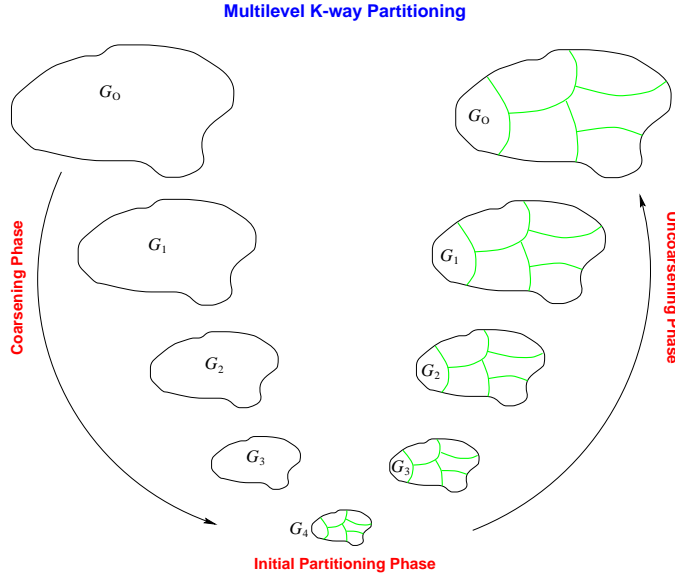 Multilevel K-way Partitioning
G_O
G_O
G_1
G_1
Coarsening Phase
Uncoarsening Phase
G_2
G_2
G_3
G_3
G_4
Initial Partitioning Phase